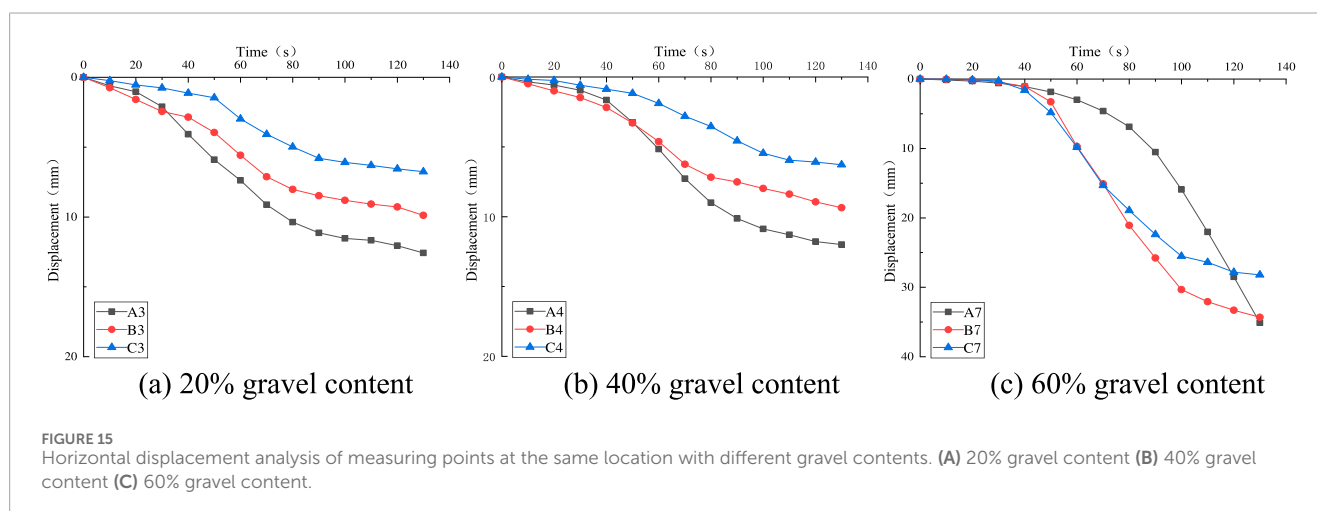 Time（s）
0 20 40 60 80 100 120 140
0
10
20
Displacement（mm）
A3
B3
C3
(a) 20% gravel content
Time（s）
0 20 40 60 80 100 120 140
0
10
20
Displacement（mm）
A4
B4
C4
(b) 40% gravel content
Time（s）
0 20 40 60 80 100 120 140
0
10
20
30
40
Displacement（mm）
A7
B7
C7
(c) 60% gravel content
FIGURE 15
Horizontal displacement analysis of measuring points at the same location with different gravel contents. (A) 20% gravel content (B) 40% gravel
content (C) 60% gravel content.